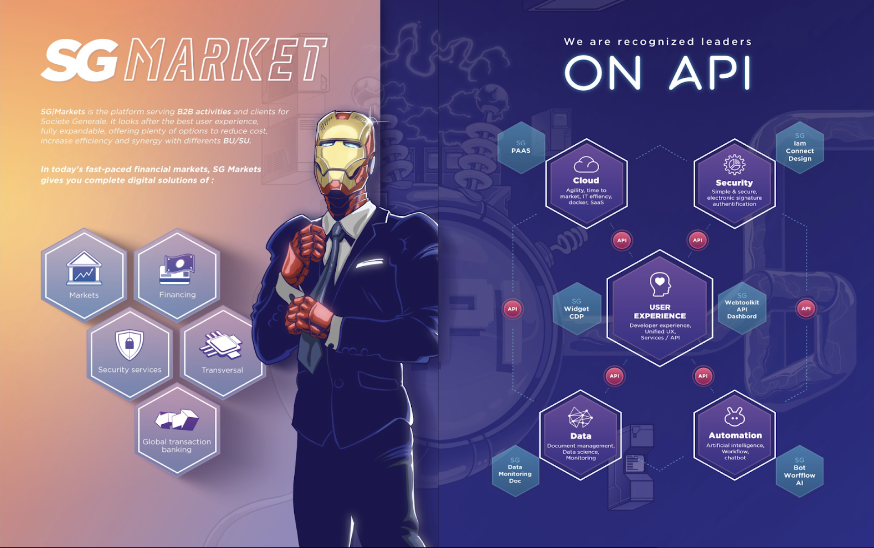 SG MARKET
SG|Markets is the platform serving B2B activities and clients for
Societe Generale. It looks after the best user experience,
fully expandable, offering plenty of options to reduce cost,
increase efficiency and synergy with differents BU/SU.
In today's fast-paced financial markets, SG Markets
gives you complete digital solutions of :
Markets
Financing
Security services
Transversal
Global transaction
banking
We are recognized leaders
ON API
SG
PAAS
Cloud
Agility, time to
market, IT effiency,
docker, SaaS
Security
Simple & secure,
electronic signature
authentification
SG
Iam
Connect
Design
API
API
API
SG
Widget
CDP
USER
EXPERIENCE
Developer experience,
Unified UX,
Services / API
SG
Webtoolkit
API
Dashbord
API
API
API
Data
Document management,
Data science,
Monitoring
Automation
Artificial intelligence,
Workflow,
chatbot
SG
Data
Monitoring
Doc
SG
Bot
Worfflow
AI